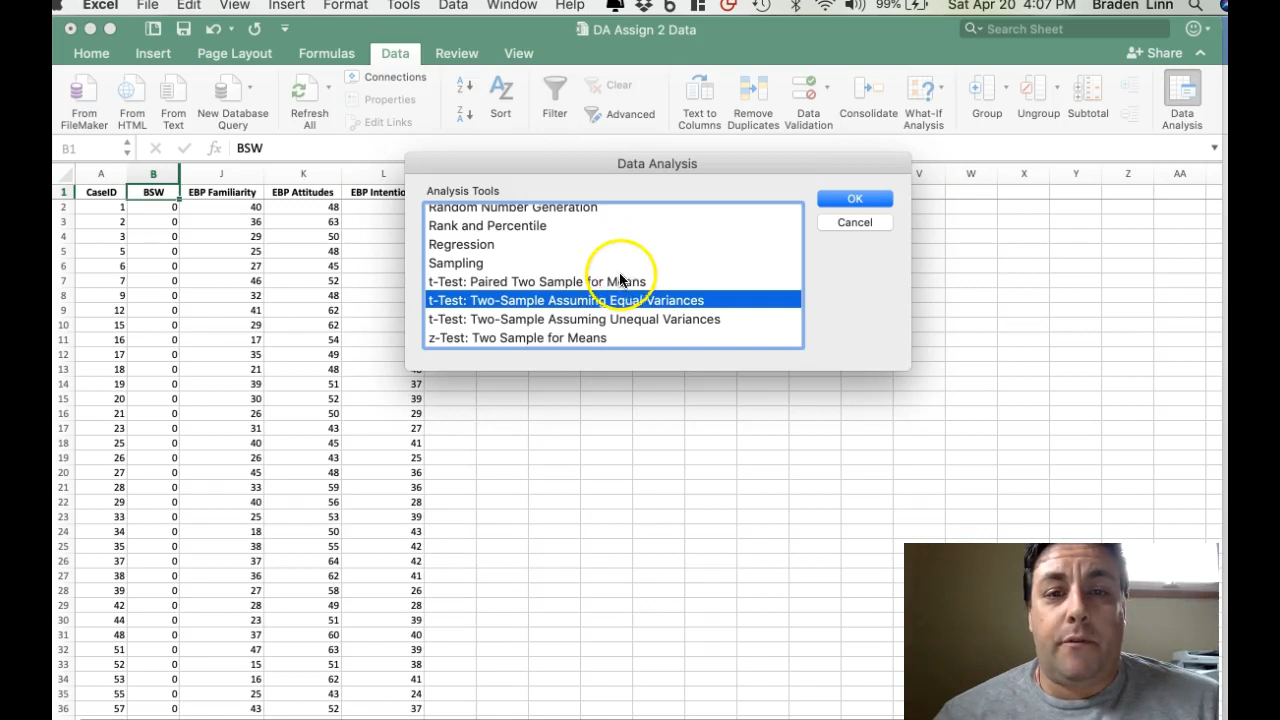 Excel File Edit View Insert Format Tools Data Window Help 99% Sat Apr 20 4:07 PM Braden Linn
DA Assign 2 Data Search Sheet
Home Insert Page Layout Formulas Data Review View Share
From FileMaker From HTML From Text New Database Query Refresh All Connections Properties Edit Links Sort Filter Clear Advanced Text to Columns Remove Duplicates Data Validation Consolidate What-If Analysis Group Ungroup Subtotal Data Analysis
B1 fx BSW
Data Analysis
Analysis Tools
Random Number Generation
Rank and Percentile
Regression
Sampling
t-Test: Paired Two Sample for Means
t-Test: Two-Sample Assuming Equal Variances
t-Test: Two-Sample Assuming Unequal Variances
z-Test: Two Sample for Means
OK
Cancel
A B J K V W X Y Z AA
1 CaseID BSW EBP Familiarity EBP Attitudes EBP Intentio
2 1 0 40 48
3 2 0 36 63
4 3 0 29 50
5 5 0 25 48
6 6 0 27 45
7 7 0 46 52
8 9 0 32 48
9 12 0 41 62
10 15 0 29 62
11 16 0 17 54
12 17 0 35 49
13 18 0 21 48
14 19 0 39 51 37
15 20 0 30 52 39
16 21 0 26 50 29
17 23 0 31 43 27
18 25 0 40 45 41
19 26 0 26 43 25
20 27 0 45 48 36
21 28 0 33 59 36
22 29 0 40 56 28
23 33 0 25 53 39
24 34 0 18 50 43
25 35 0 38 55 42
26 37 0 37 64 42
27 38 0 36 62 41
28 39 0 27 58 26
29 42 0 28 49 28
30 44 0 23 51 39
31 48 0 37 60 40
32 51 0 47 63 39
33 52 0 15 51 38
34 53 0 16 62 41
35 55 0 25 43 24
36 57 0 43 52 37